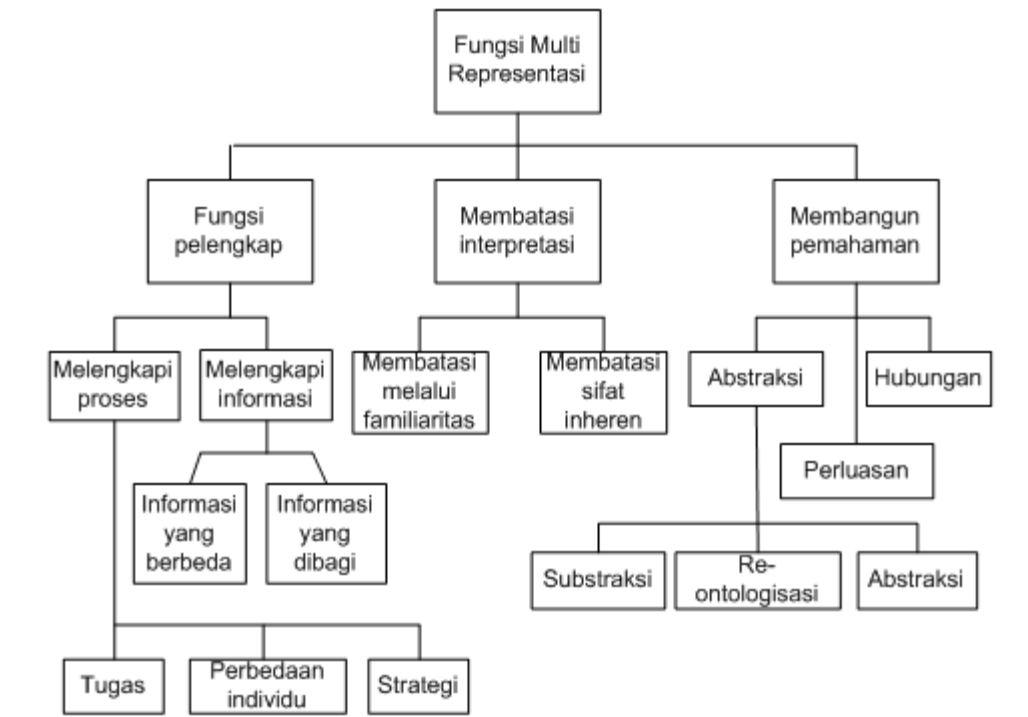 Fungsi Multi
Representasi
Fungsi
pelengkap
Membatasi
interpretasi
Membangun
pemahaman
Melengkapi
proses
Melengkapi
informasi
Membatasi
melalui
familiaritas
Membatasi
sifat
inheren
Abstraksi
Hubungan
Perluasan
Informasi
yang
berbeda
Informasi
yang
dibagi
Substraksi
Re-
ontologisasi
Abstraksi
Tugas
Perbedaan
individu
Strategi